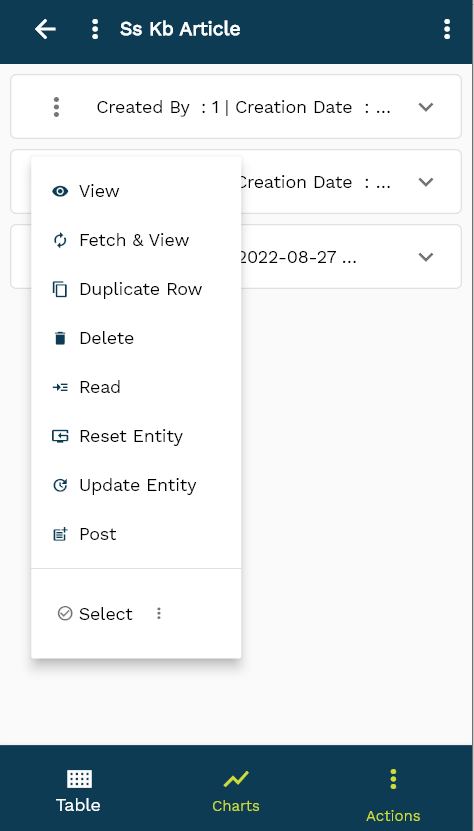 Ss Kb Article
Created By : 1 | Creation Date : ...
Creation Date : ...
2022-08-27 ...
View
Fetch & View
Duplicate Row
Delete
Read
Reset Entity
Update Entity
Post
Select
Table
Charts
Actions